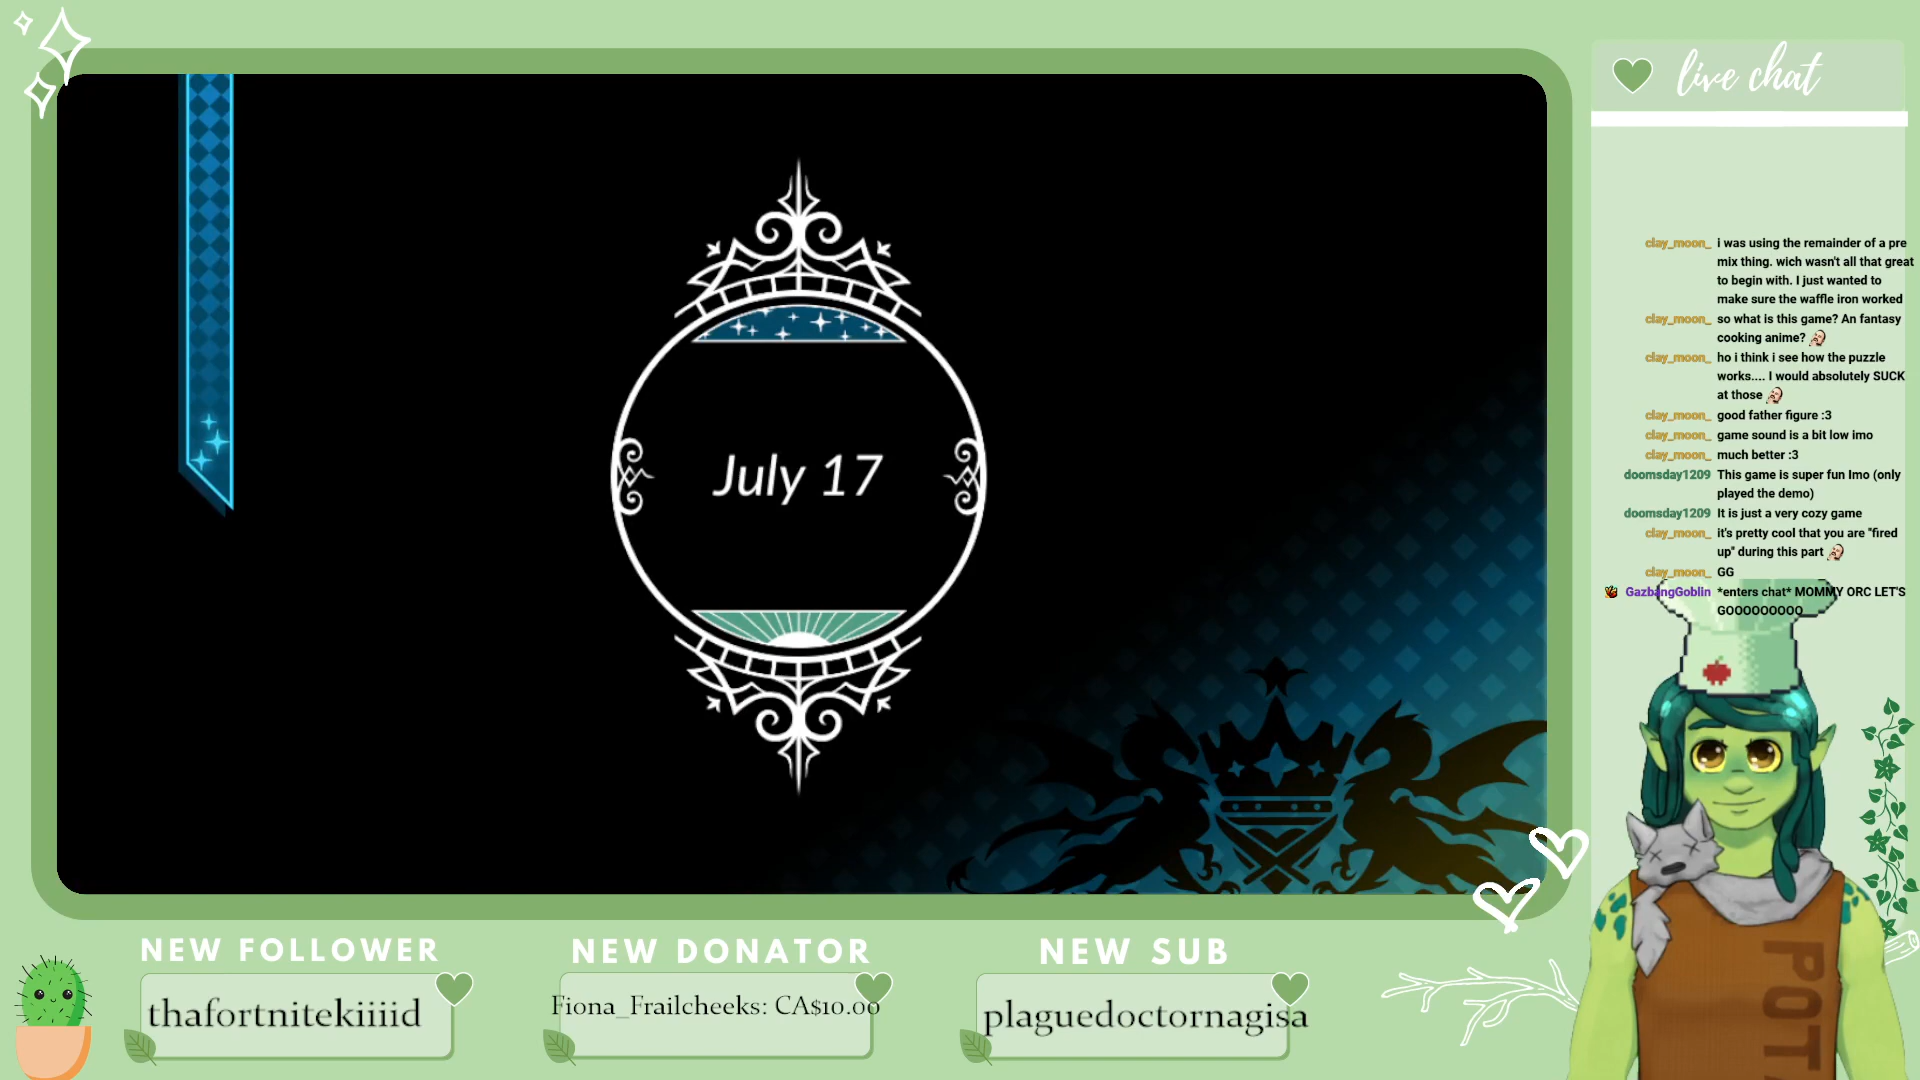 live chat
clay_moon_ i was using the remainder of a pre
mix thing. wich wasn't all that great
to begin with. I just wanted to
make sure the waffle iron worked
clay_moon_ so what is this game? An fantasy
cooking anime?
clay_moon_ ho i think i see how the puzzle
works.... I would absolutely SUCK
at those
clay_moon_ good father figure :3
clay_moon_ game sound is a bit low imo
clay_moon_ much better :3
doomsday1209 This game is super fun Imo (only
played the demo)
doomsday1209 It is just a very cozy game
clay_moon_ it's pretty cool that you are "fired
up" during this part
clay_moon_ GG
GazbangGoblin *enters chat* MOMMY ORC LET'S
GOOOOOOOOO
July 17
NEW FOLLOWER
thafortnitekiiiid
NEW DONATOR
Fiona_Frailcheeks: CA$10.00
NEW SUB
plaguedoctornagisa
POT